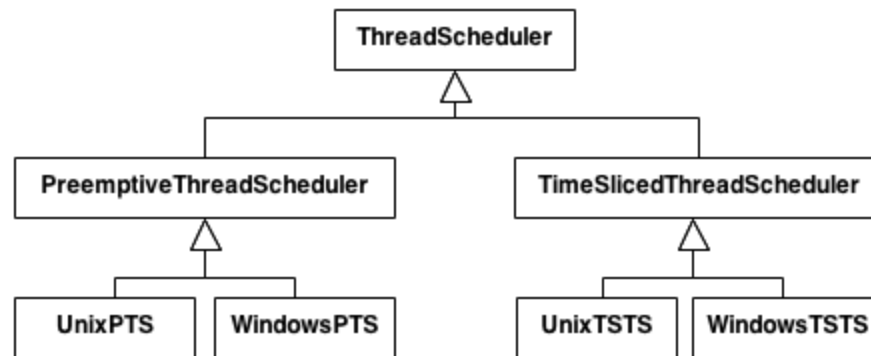 ThreadScheduler
PreemptiveThreadScheduler
TimeSlicedThreadScheduler
UnixPTS
WindowsPTS
UnixTSTS
WindowsTSTS